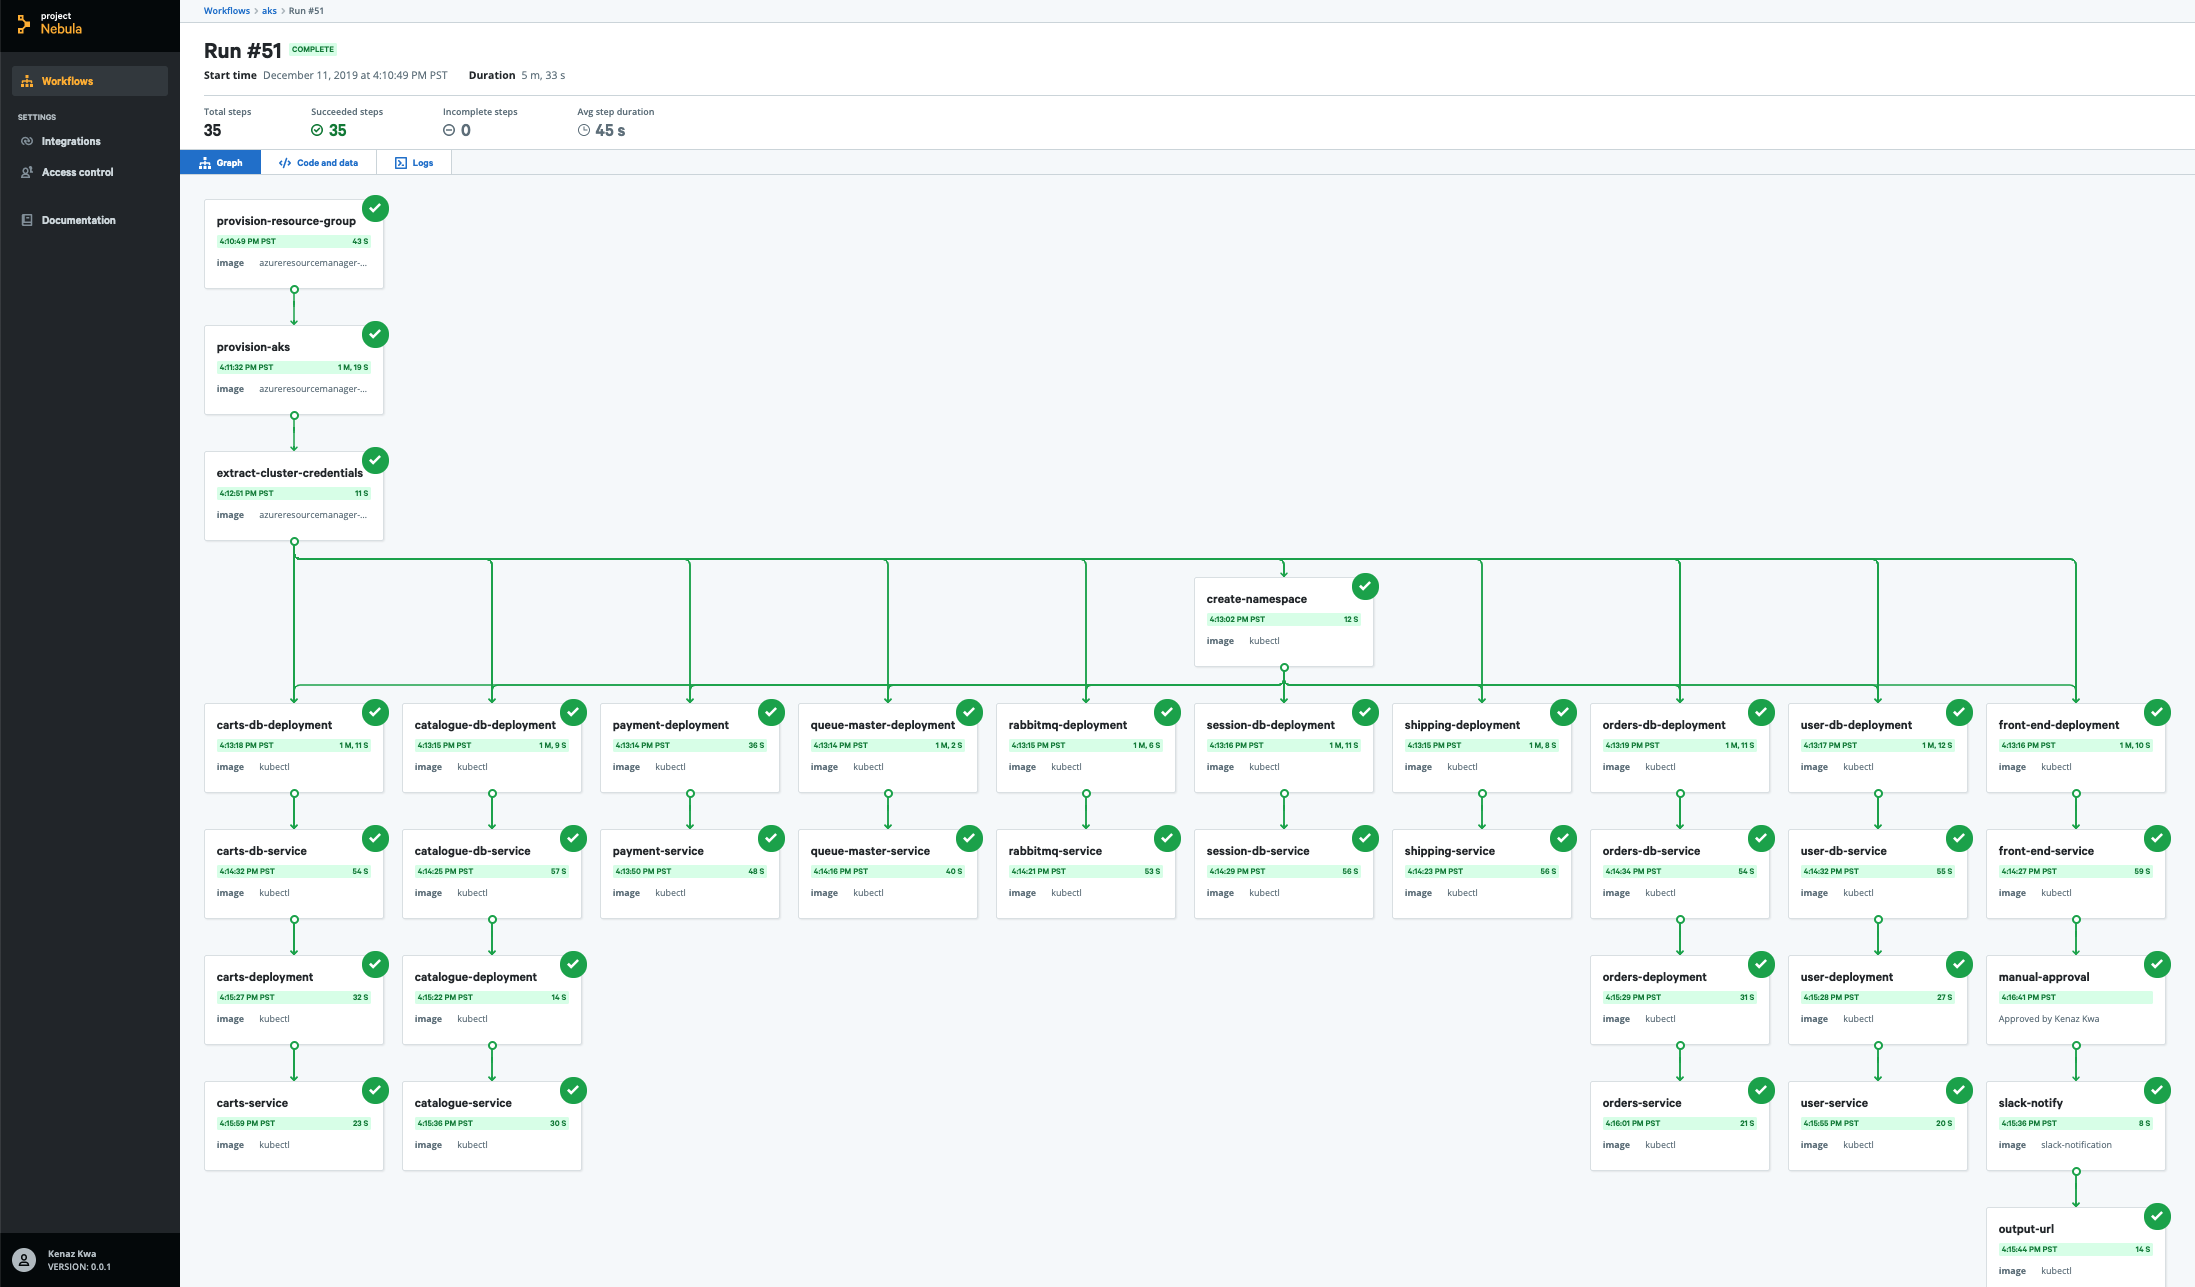 project
Nebula
Workflows
SETTINGS
Integrations
Access control
Documentation
Kenaz Kwa
VERSION: 0.0.1
Workflows > aks > Run #51
Run #51 COMPLETE
Start time December 11, 2019 at 4:10:49 PM PST Duration 5 m, 33 s
Total steps Succeeded steps Incomplete steps Avg step duration
35 35 0 45 s
Graph Code and data Logs
provision-resource-group
4:10:49 PM PST 43 S
image azureresourcemanager-...
provision-aks
4:11:32 PM PST 1 M, 19 S
image azureresourcemanager-...
extract-cluster-credentials
4:12:51 PM PST 11 S
image azureresourcemanager-...
create-namespace
4:13:02 PM PST 12 S
image kubectl
carts-db-deployment catalogue-db-deployment payment-deployment queue-master-deployment rabbitmq-deployment session-db-deployment shipping-deployment orders-db-deployment user-db-deployment front-end-deployment
4:13:18 PM PST 1 M, 11 S 4:13:15 PM PST 1 M, 9 S 4:13:14 PM PST 36 S 4:13:14 PM PST 1 M, 2 S 4:13:15 PM PST 1 M, 6 S 4:13:16 PM PST 1 M, 11 S 4:13:15 PM PST 1 M, 8 S 4:13:19 PM PST 1 M, 11 S 4:13:17 PM PST 1 M, 12 S 4:13:16 PM PST 1 M, 10 S
image kubectl image kubectl image kubectl image kubectl image kubectl image kubectl image kubectl image kubectl image kubectl image kubectl
carts-db-service catalogue-db-service payment-service queue-master-service rabbitmq-service session-db-service shipping-service orders-db-service user-db-service front-end-service
4:14:32 PM PST 54 S 4:14:25 PM PST 57 S 4:13:50 PM PST 48 S 4:14:16 PM PST 40 S 4:14:21 PM PST 53 S 4:14:29 PM PST 56 S 4:14:23 PM PST 56 S 4:14:34 PM PST 54 S 4:14:32 PM PST 55 S 4:14:27 PM PST 59 S
image kubectl image kubectl image kubectl image kubectl image kubectl image kubectl image kubectl image kubectl image kubectl image kubectl
carts-deployment catalogue-deployment orders-deployment user-deployment manual-approval
4:15:27 PM PST 32 S 4:15:22 PM PST 14 S 4:15:29 PM PST 31 S 4:15:28 PM PST 27 S 4:16:41 PM PST
image kubectl image kubectl image kubectl image kubectl Approved by Kenaz Kwa
carts-service catalogue-service orders-service user-service slack-notify
4:15:59 PM PST 23 S 4:15:36 PM PST 30 S 4:16:01 PM PST 21 S 4:15:55 PM PST 20 S 4:15:36 PM PST 8 S
image kubectl image kubectl image kubectl image kubectl image slack-notification
output-url
4:15:44 PM PST 14 S
image kubectl